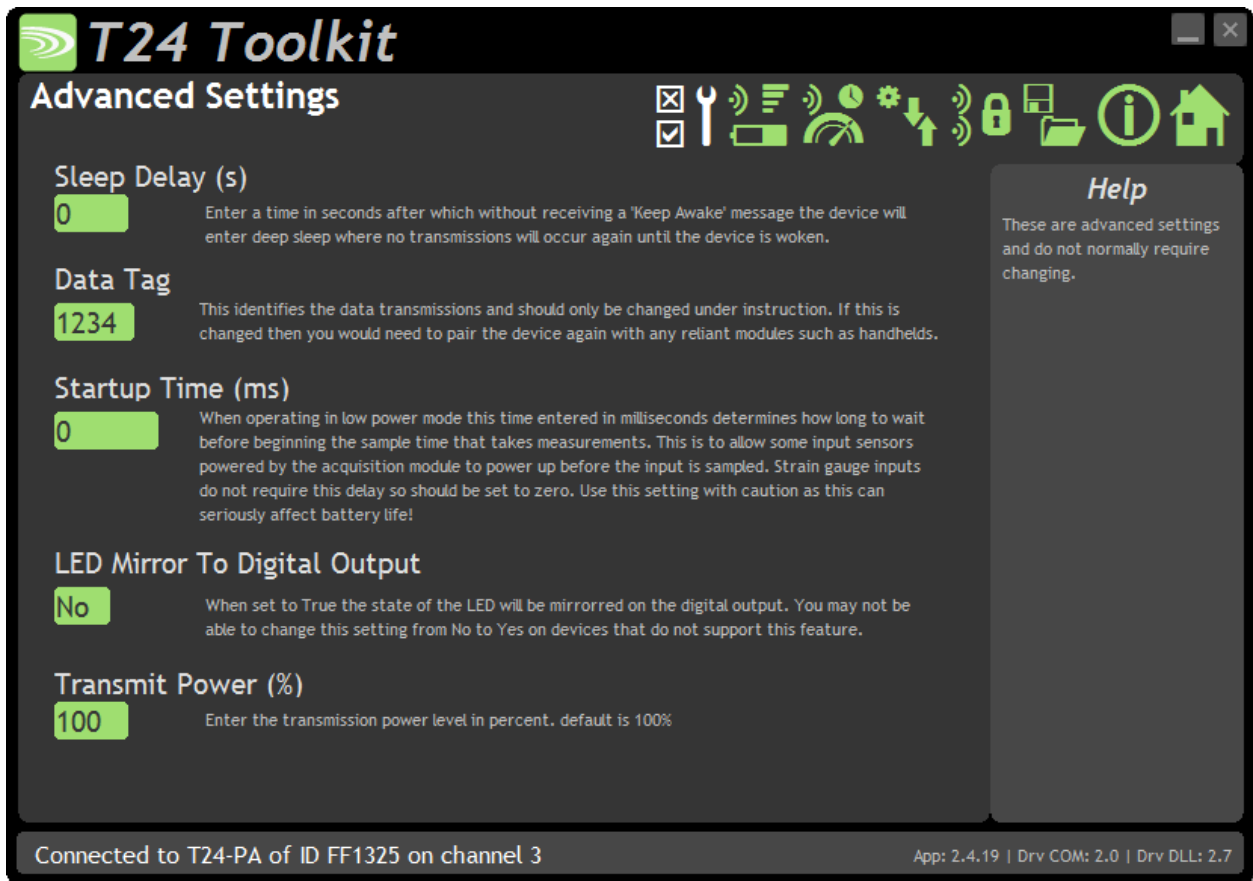 T24 Toolkit
Advanced Settings
Sleep Delay (s)
0
Enter a time in seconds after which without receiving a 'Keep Awake' message the device will
enter deep sleep where no transmissions will occur again until the device is woken.
Data Tag
1234
This identifies the data transmissions and should only be changed under instruction. If this is
changed then you would need to pair the device again with any reliant modules such as handhelds.
Startup Time (ms)
0
When operating in low power mode this time entered in milliseconds determines how long to wait
before beginning the sample time that takes measurements. This is to allow some input sensors
powered by the acquisition module to power up before the input is sampled. Strain gauge inputs
do not require this delay so should be set to zero. Use this setting with caution as this can
seriously affect battery life!
LED Mirror To Digital Output
No
When set to True the state of the LED will be mirrorred on the digital output. You may not be
able to change this setting from No to Yes on devices that do not support this feature.
Transmit Power (%)
100
Enter the transmission power level in percent. default is 100%
Help
These are advanced settings
and do not normally require
changing.
Connected to T24-PA of ID FF1325 on channel 3
App: 2.4.19 | Drv COM: 2.0 | Drv DLL: 2.7